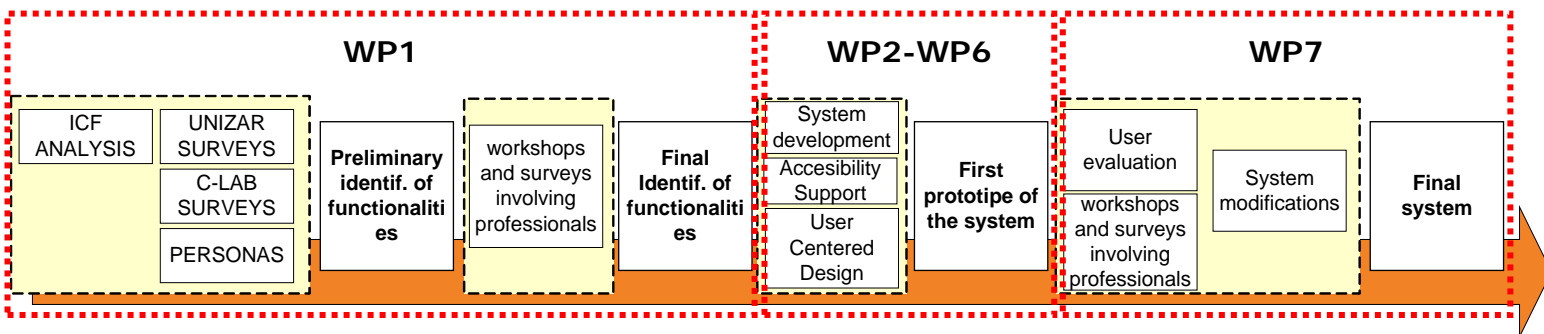 WP1
WP2-WP6
WP7
ICF
ANALYSIS
UNIZAR
SURVEYS
C-LAB
SURVEYS
PERSONAS
Preliminary
identif. of
functionaliti
es
workshops
and surveys
involving
professionals
Final
Identif. of
functionaliti
es
System
development
Accesibility
Support
User
Centered
Design
First
prototipe of
the system
User
evaluation
workshops
and surveys
involving
professionals
System
modifications
Final
system